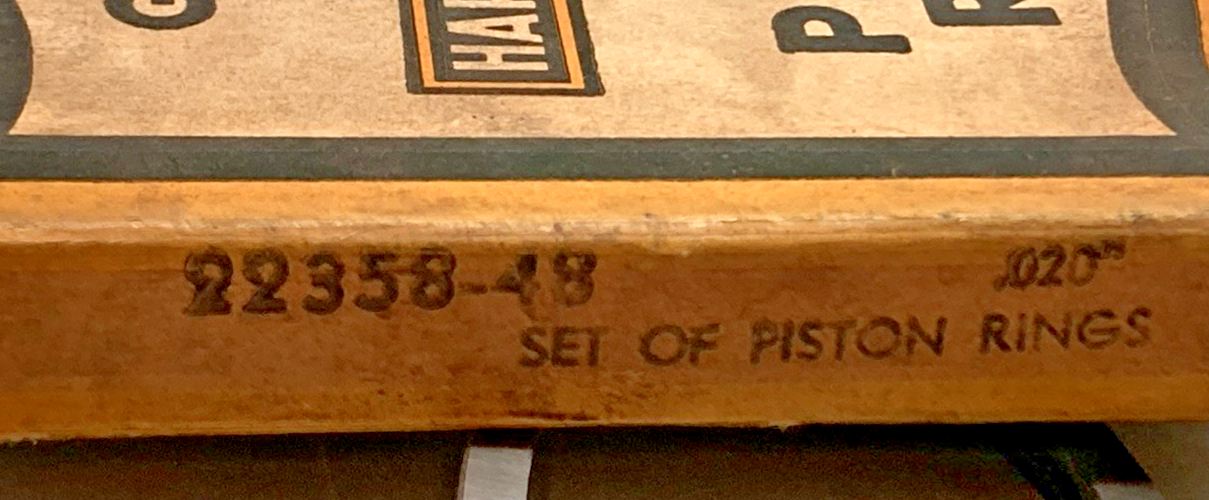 22358-48 .020"
SET OF PISTON RINGS